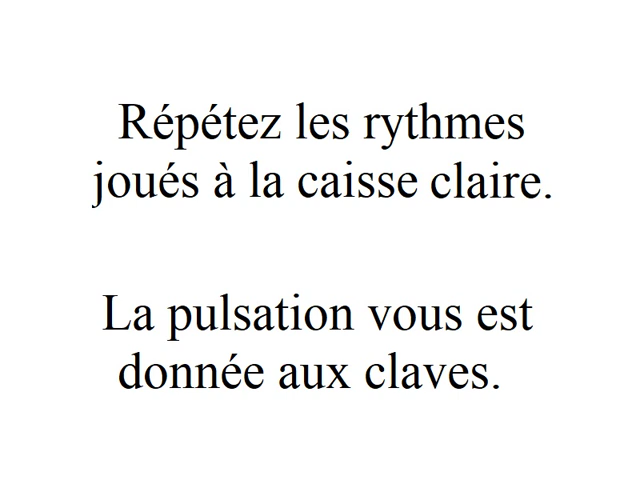 Répétez les rythmes
joués à la caisse claire.
La pulsation vous est
donnée aux claves.